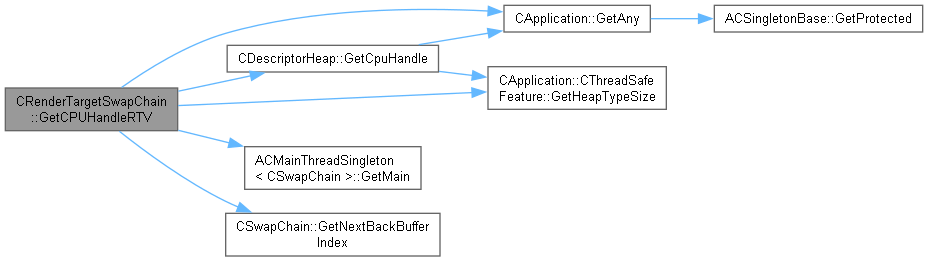 CRenderTargetSwapChain
::GetCPUHandleRTV
CDescriptorHeap::GetCpuHandle
CApplication::GetAny
ACSingletonBase::GetProtected
CApplication::CThreadSafe
Feature::GetHeapTypeSize
ACMainThreadSingleton
< CSwapChain >::GetMain
CSwapChain::GetNextBackBuffer
Index